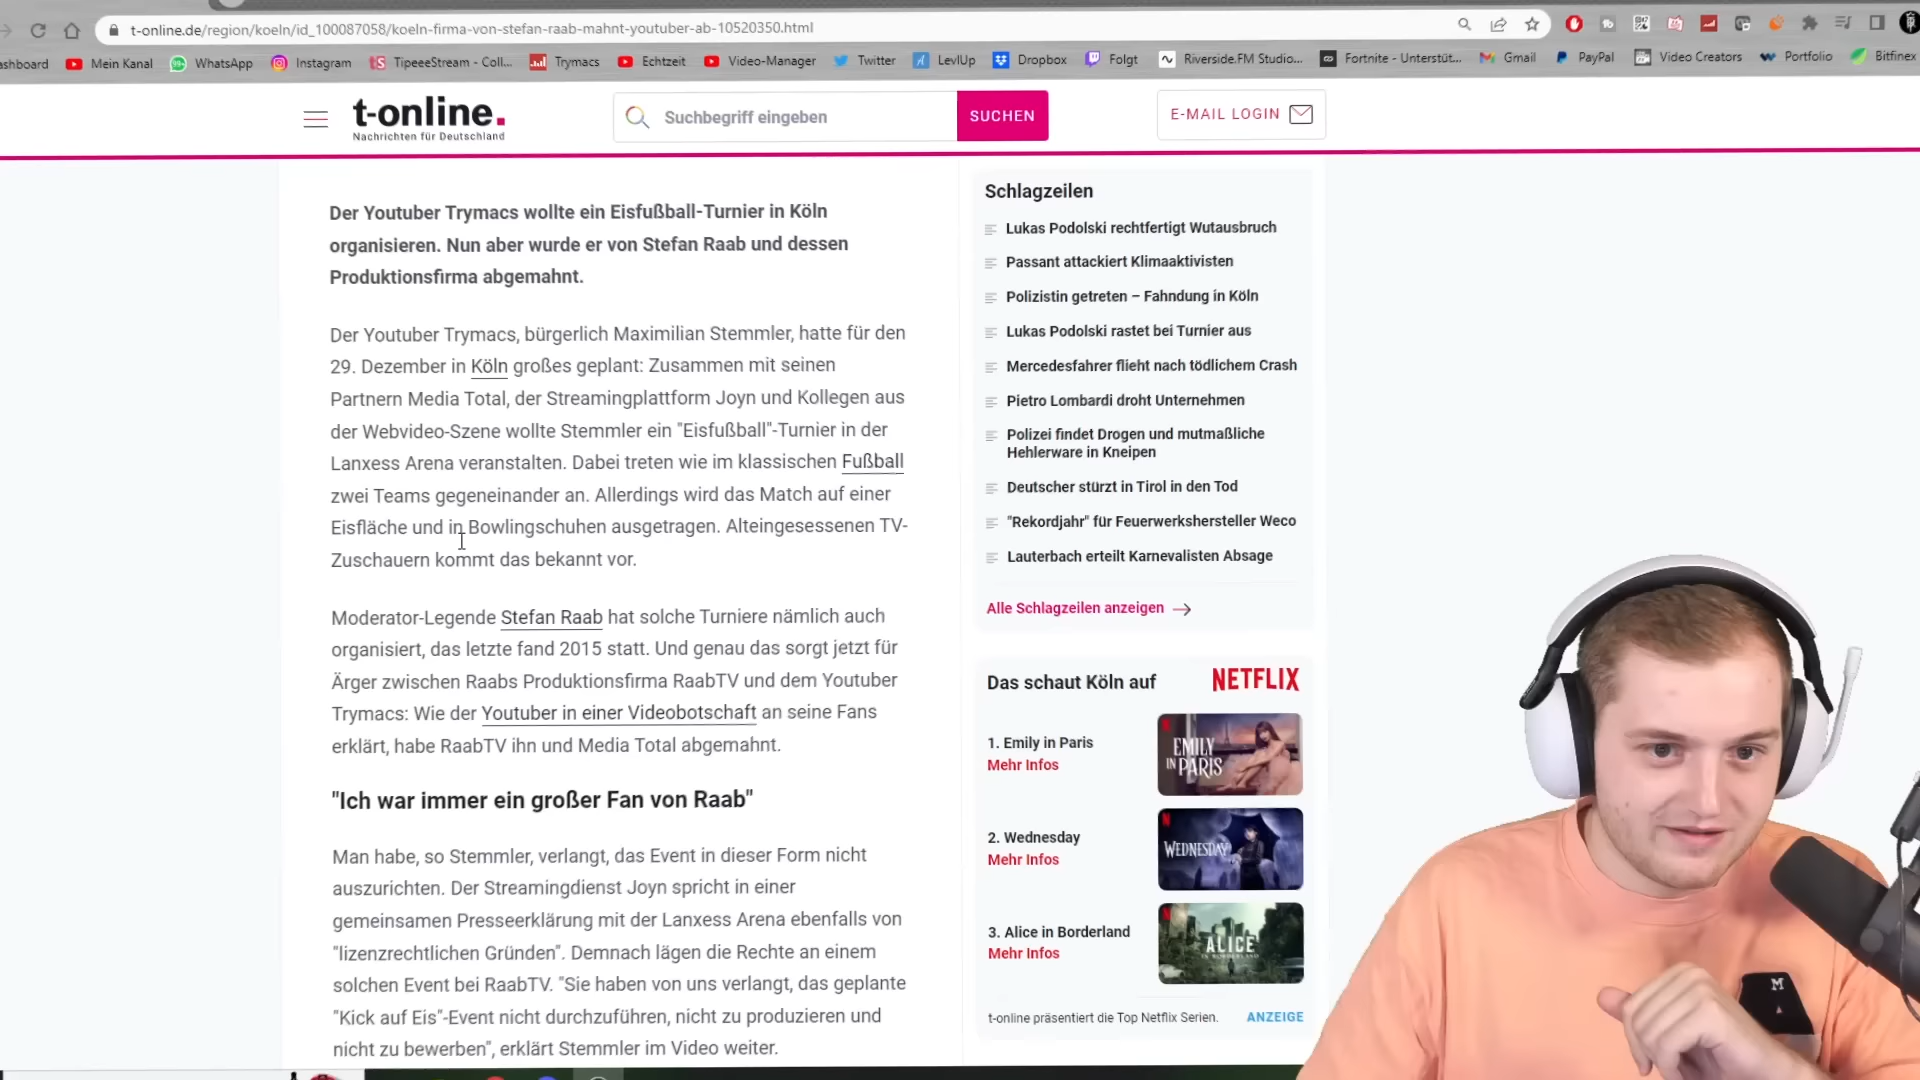 t-online.de/region/koeln/id_100087058/koeln-firma-von-stefan-raab-mahnt-youtuber-ab-10520350.html
ashboard Mein Kanal WhatsApp Instagram TipeeeStream - Coll... Trymacs Echtzeit Video-Manager Twitter LevlUp Dropbox Folgt Riverside.FM Studio... Fortnite - Unterstüt... Gmail PayPal Video Creators Portfolio Bitfinex
t-online.
Nachrichten für Deutschland
Suchbegriff eingeben
SUCHEN
E-MAIL LOGIN
Der Youtuber Trymacs wollte ein Eisfußball-Turnier in Köln
organisieren. Nun aber wurde er von Stefan Raab und dessen
Produktionsfirma abgemahnt.
Der Youtuber Trymacs, bürgerlich Maximilian Stemmler, hatte für den
29. Dezember in Köln großes geplant: Zusammen mit seinen
Partnern Media Total, der Streamingplattform Joyn und Kollegen aus
der Webvideo-Szene wollte Stemmler ein "Eisfußball"-Turnier in der
Lanxess Arena veranstalten. Dabei treten wie im klassischen Fußball
zwei Teams gegeneinander an. Allerdings wird das Match auf einer
Eisfläche und in Bowlingschuhen ausgetragen. Alteingesessenen TV-
Zuschauern kommt das bekannt vor.
Moderator-Legende Stefan Raab hat solche Turniere nämlich auch
organisiert, das letzte fand 2015 statt. Und genau das sorgt jetzt für
Ärger zwischen Raabs Produktionsfirma RaabTV und dem Youtuber
Trymacs: Wie der Youtuber in einer Videobotschaft an seine Fans
erklärt, habe RaabTV ihn und Media Total abgemahnt.
"Ich war immer ein großer Fan von Raab"
Man habe, so Stemmler, verlangt, das Event in dieser Form nicht
auszurichten. Der Streamingdienst Joyn spricht in einer
gemeinsamen Presseerklärung mit der Lanxess Arena ebenfalls von
"lizenzrechtlichen Gründen". Demnach lägen die Rechte an einem
solchen Event bei RaabTV. "Sie haben von uns verlangt, das geplante
"Kick auf Eis"-Event nicht durchzuführen, nicht zu produzieren und
nicht zu bewerben", erklärt Stemmler im Video weiter.
Schlagzeilen
Lukas Podolski rechtfertigt Wutausbruch
Passant attackiert Klimaaktivisten
Polizistin getreten – Fahndung in Köln
Lukas Podolski rastet bei Turnier aus
Mercedesfahrer flieht nach tödlichem Crash
Pietro Lombardi droht Unternehmen
Polizei findet Drogen und mutmaßliche
Hehlerware in Kneipen
Deutscher stürzt in Tirol in den Tod
"Rekordjahr" für Feuerwerkshersteller Weco
Lauterbach erteilt Karnevalisten Absage
Alle Schlagzeilen anzeigen
Das schaut Köln auf
NETFLIX
1. Emily in Paris
Mehr Infos
EMILY
IN PARIS
2. Wednesday
Mehr Infos
WEDNESDAY
3. Alice in Borderland
Mehr Infos
ALICE
IN BORDERLAND
t-online präsentiert die Top Netflix Serien.
ANZEIGE
M